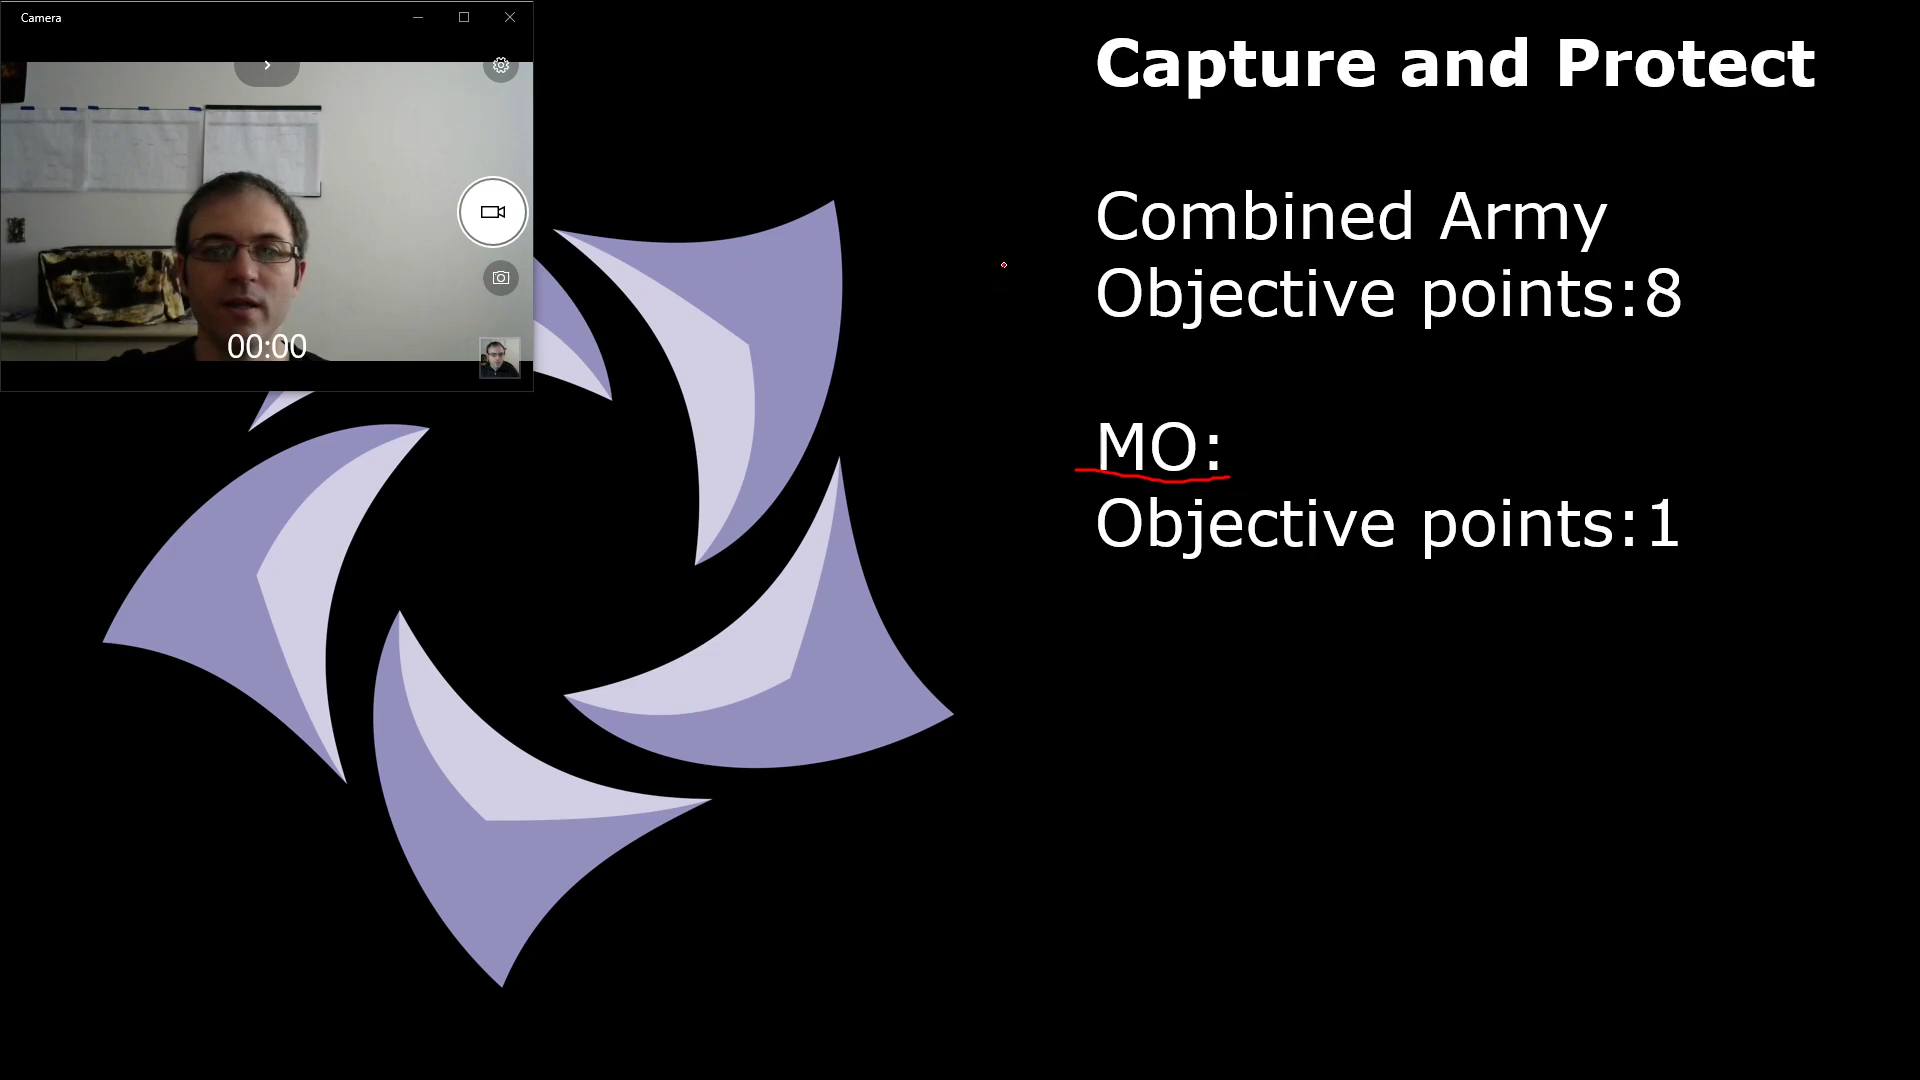 Camera
00:00
Capture and Protect
Combined Army
Objective points:8
MO:
Objective points:1